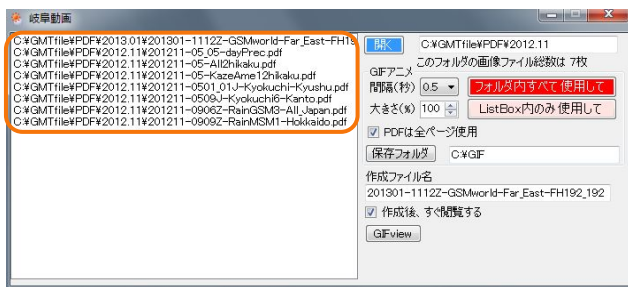 岐阜動画
C:¥GMTfile¥PDF¥2013.01¥201301-1112Z-GSMworld-Far_East-FH19
C:¥GMTfile¥PDF¥2012.11¥201211-05_05-dayPrec.pdf
C:¥GMTfile¥PDF¥2012.11¥201211-05-All2hikaku.pdf
C:¥GMTfile¥PDF¥2012.11¥201211-05-KazeAme12hikaku.pdf
C:¥GMTfile¥PDF¥2012.11¥201211-0501_01J-Kyokuchi-Kyushu.pdf
C:¥GMTfile¥PDF¥2012.11¥201211-0509J-Kyokuchi6-Kanto.pdf
C:¥GMTfile¥PDF¥2012.11¥201211-0906Z-RainGSM3-All_Japan.pdf
C:¥GMTfile¥PDF¥2012.11¥201211-0909Z-RainMSM1-Hokkaido.pdf
開く C:¥GMTfile¥PDF¥2012.11
このフォルダの画像ファイル総数は 7枚
GIFアニメ
間隔(秒) 0.5 フォルダ内すべて使用して
大きさ(%) 100 ListBox内のみ使用して
PDFは全ページ使用
保存フォルダ C:¥GIF
作成ファイル名
201301-1112Z-GSMworld-Far_East-FH192_192
作成後、すぐ閲覧する
GIFview